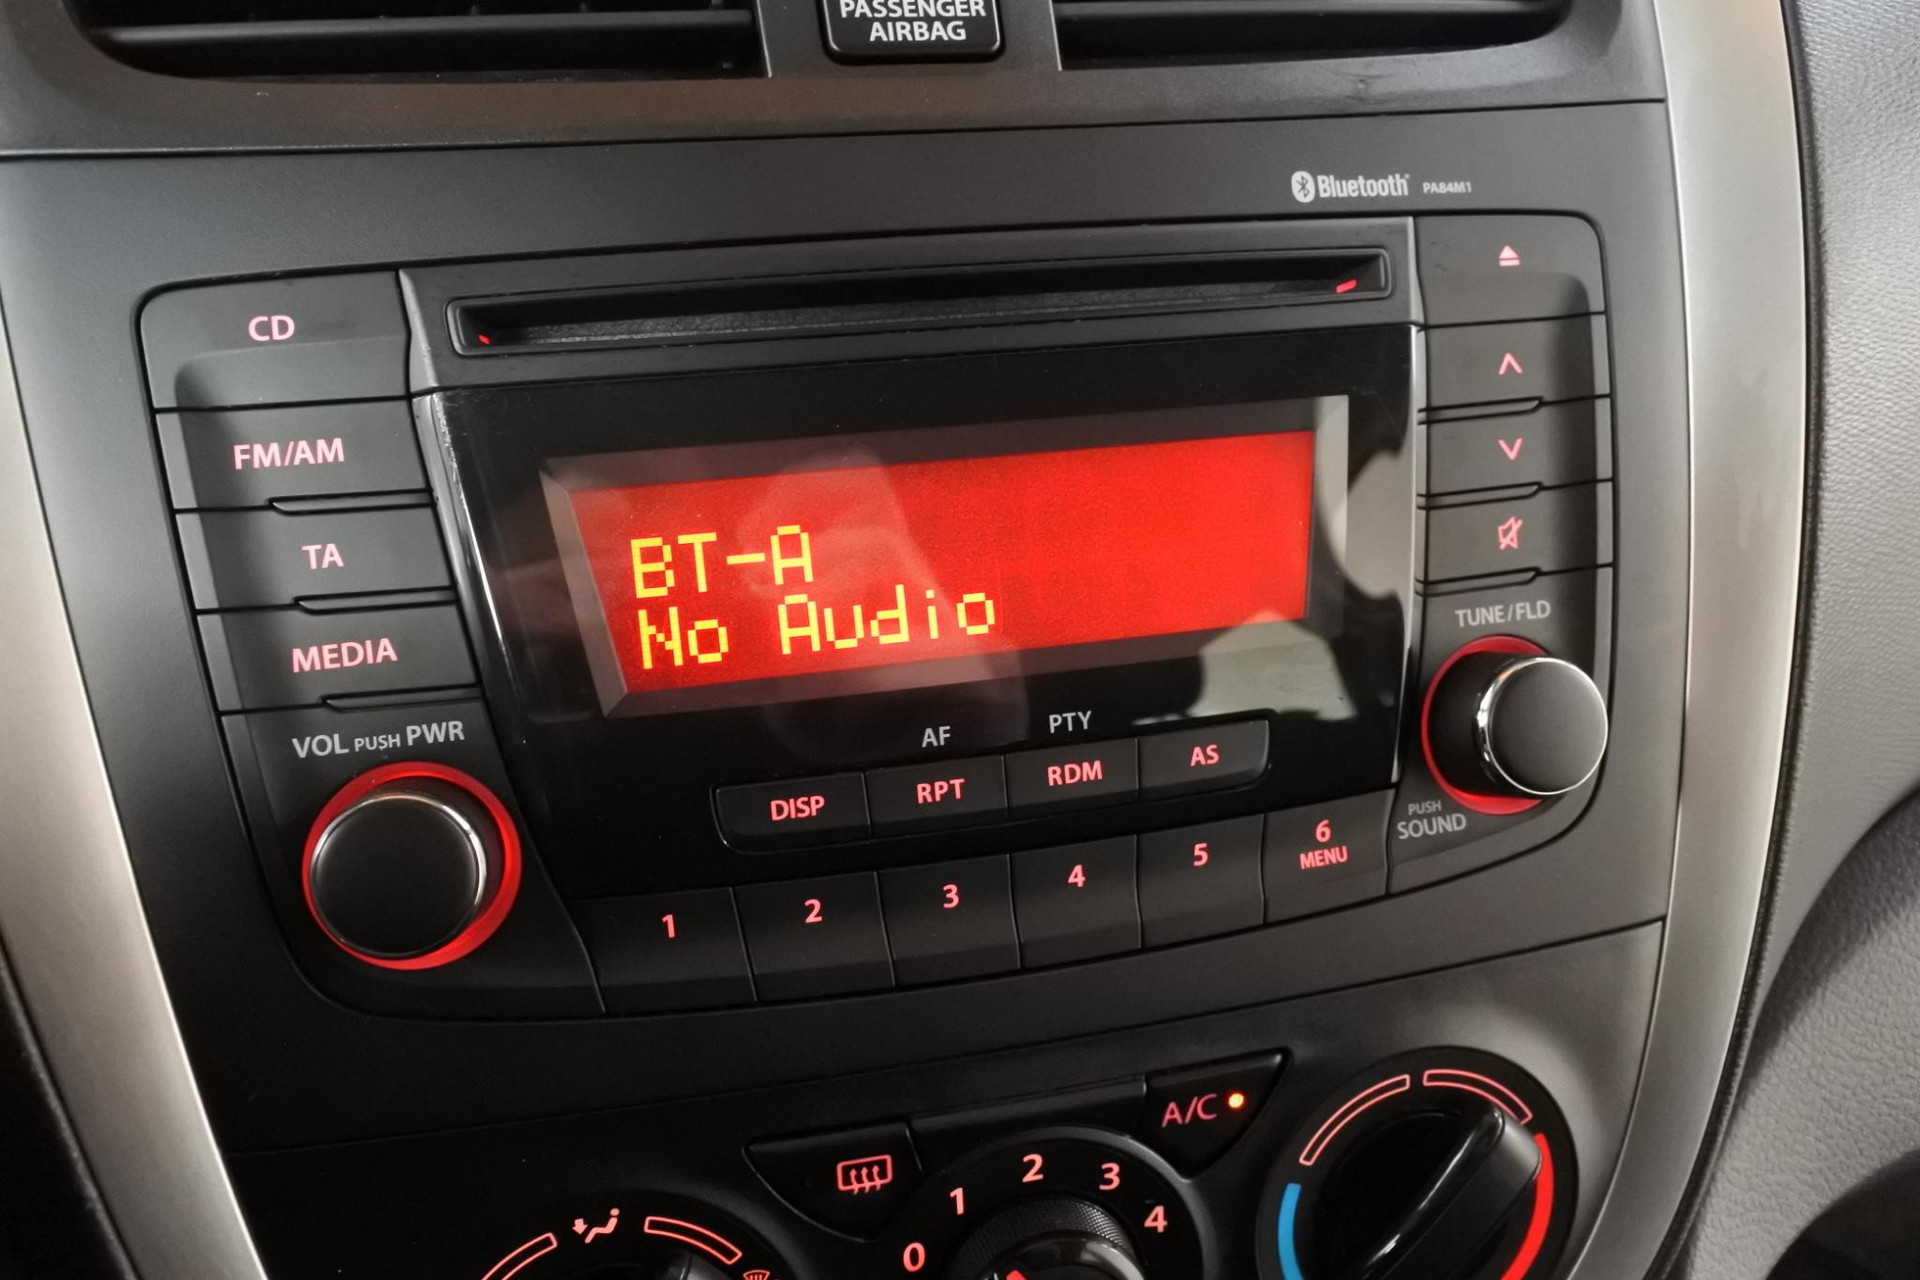 PASSENGER
AIRBAG
Bluetooth PA84M1
CD
FM/AM
TA
MEDIA
VOL PUSH PWR
BT-A
No Audio
TUNE/FLD
PUSH
SOUND
AF
PTY
DISP
RPT
RDM
AS
1
2
3
4
5
6
MENU
A/C
0
1
2
3
4